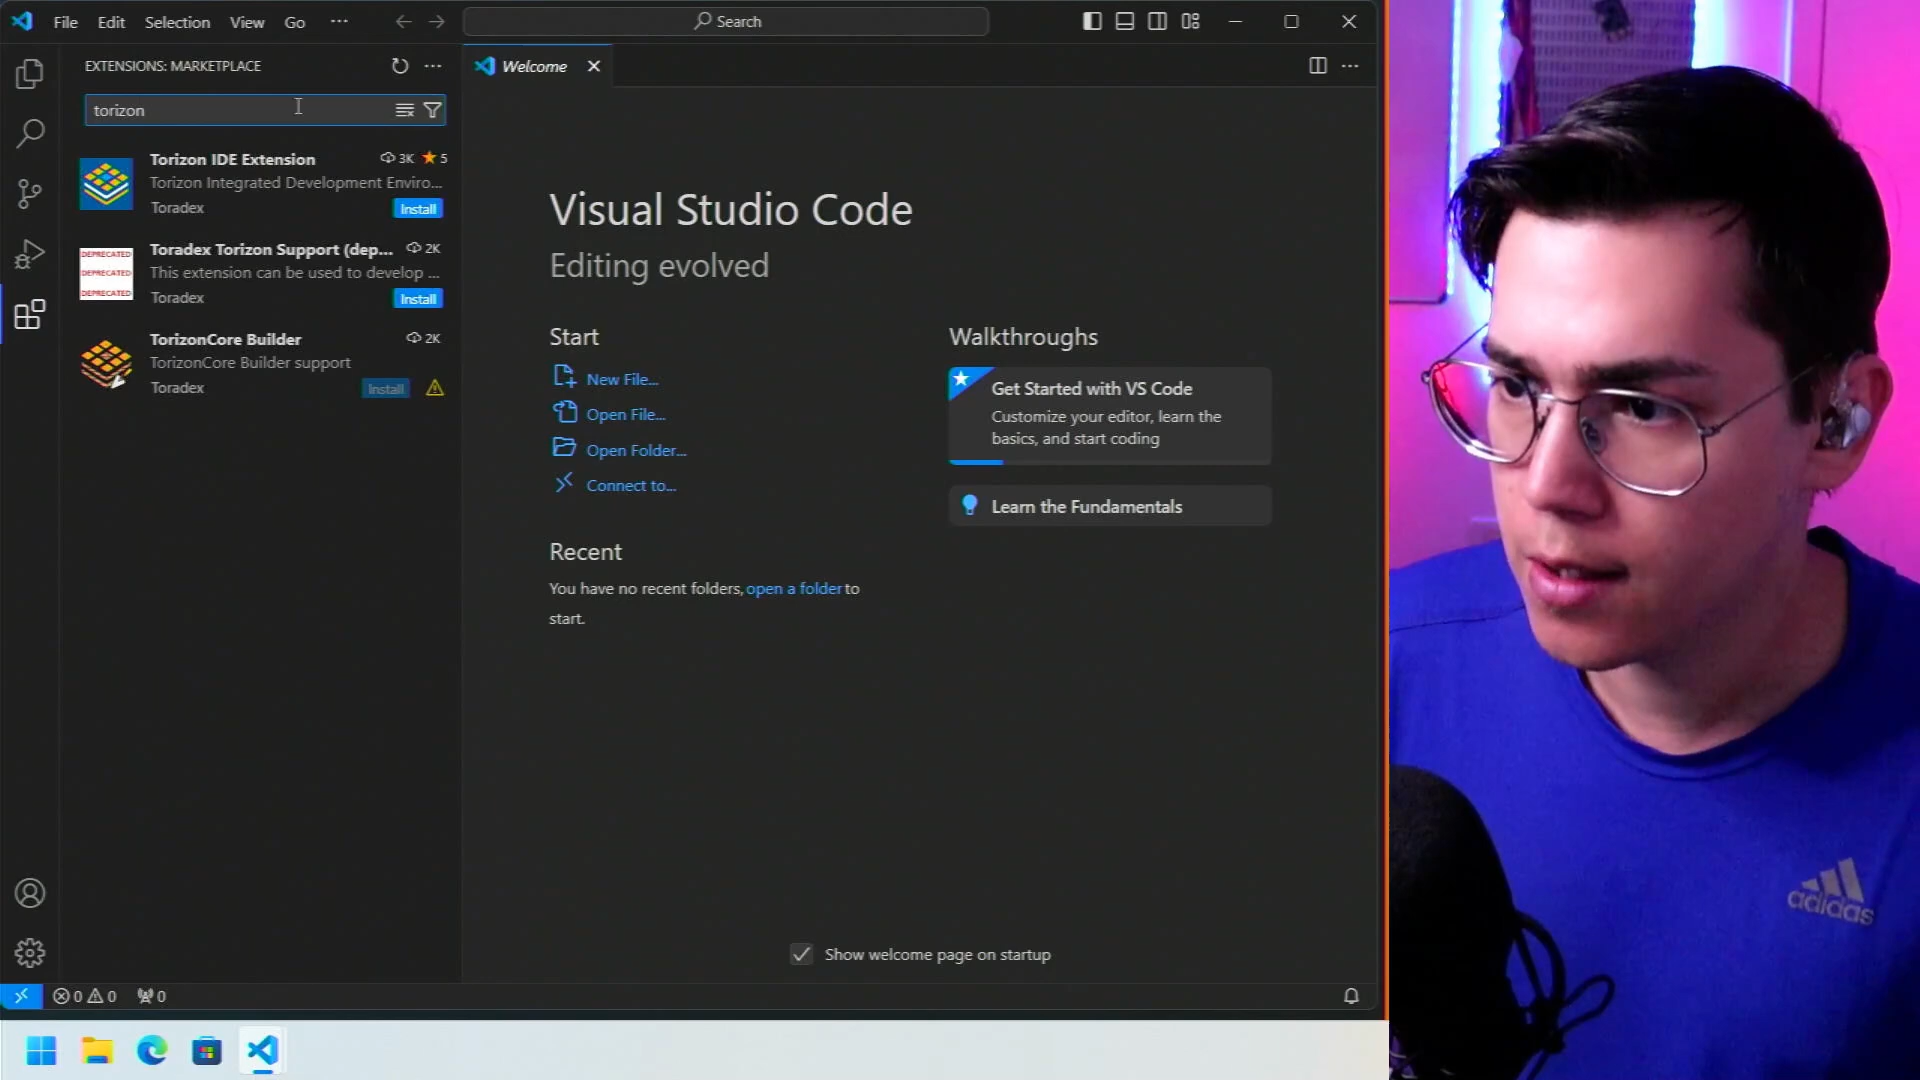 File Edit Selection View Go ···
Search
EXTENSIONS: MARKETPLACE
Welcome
torizon
Torizon IDE Extension 3K 5
Torizon Integrated Development Enviro...
Toradex Install
DEPRECATED
DEPRECATED
DEPRECATED
Toradex Torizon Support (dep... 2K
This extension can be used to develop ...
Toradex Install
TorizonCore Builder 2K
TorizonCore Builder support
Toradex Install
Visual Studio Code
Editing evolved
Start
New File...
Open File...
Open Folder...
Connect to...
Recent
You have no recent folders, open a folder to
start.
Walkthroughs
Get Started with VS Code
Customize your editor, learn the
basics, and start coding
Learn the Fundamentals
Show welcome page on startup
0 0 0
adidas